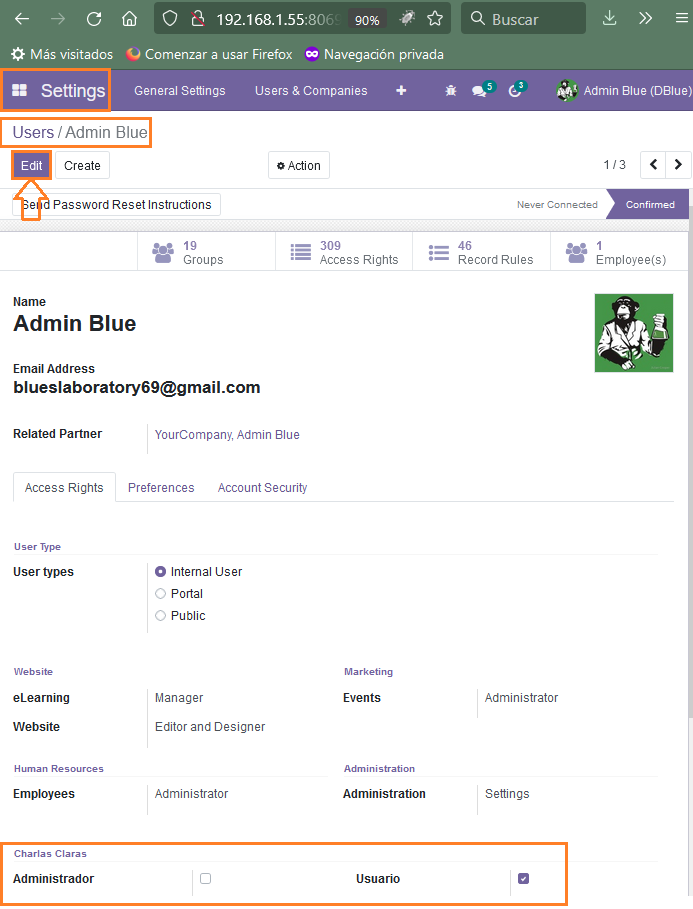 192.168.1.55:8069
90%
Buscar
Más visitados
Comenzar a usar Firefox
Navegación privada
Settings
General Settings
Users & Companies
5
3
Admin Blue (DBlue)
Users / Admin Blue
Edit
Create
Action
1 / 3
Send Password Reset Instructions
Never Connected
Confirmed
19
Groups
309
Access Rights
46
Record Rules
1
Employee(s)
Name
Admin Blue
Email Address
blueslaboratory69@gmail.com
Related Partner
YourCompany, Admin Blue
Access Rights
Preferences
Account Security
User Type
User types
Internal User
Portal
Public
Website
Marketing
eLearning
Manager
Events
Administrator
Website
Editor and Designer
Human Resources
Administration
Employees
Administrator
Administration
Settings
Charlas Claras
Administrador
Usuario